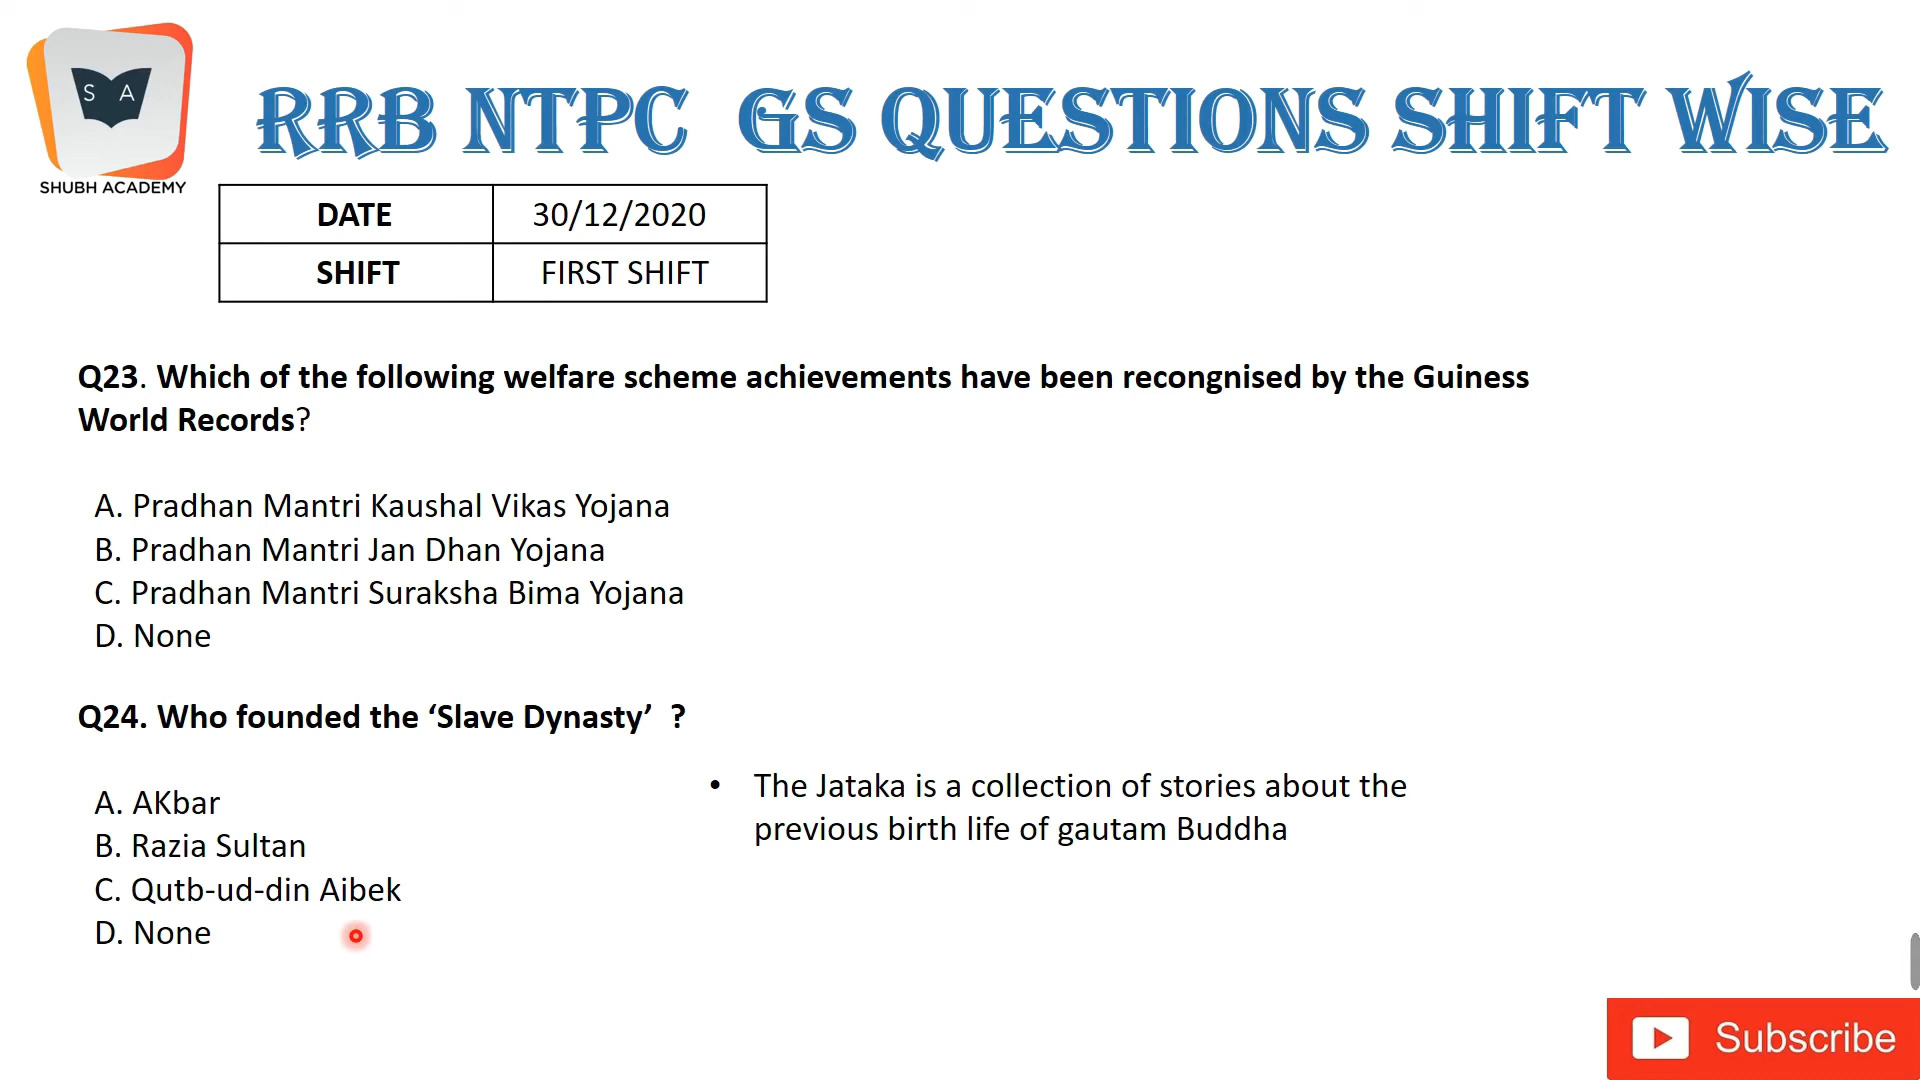 S A
SHUBH ACADEMY
RRB NTPC GS QUESTIONS SHIFT WISE
DATE 30/12/2020
SHIFT FIRST SHIFT
Q23. Which of the following welfare scheme achievements have been recongnised by the Guiness
World Records?
A. Pradhan Mantri Kaushal Vikas Yojana
B. Pradhan Mantri Jan Dhan Yojana
C. Pradhan Mantri Suraksha Bima Yojana
D. None
Q24. Who founded the ‘Slave Dynasty’ ?
A. AKbar
B. Razia Sultan
C. Qutb-ud-din Aibek
D. None
• The Jataka is a collection of stories about the
previous birth life of gautam Buddha
Subscribe